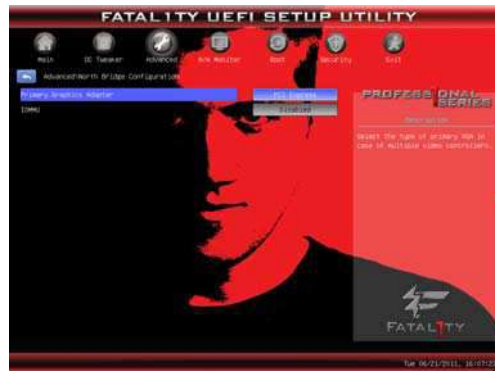 FATAL1TY UEFI SETUP UTILITY
Main
OC Tweaker
Advanced
H/W Monitor
Boot
Security
Exit
Advanced\North Bridge Configuration
Primary Graphics Adapter
PCI Express
IOMMU
Disabled
PROFESSIONAL
SERIES
Description
Select the type of primary VGA in
case of multiple video controllers.
FATAL1TY
Tue 06/21/2011, 16:07:23